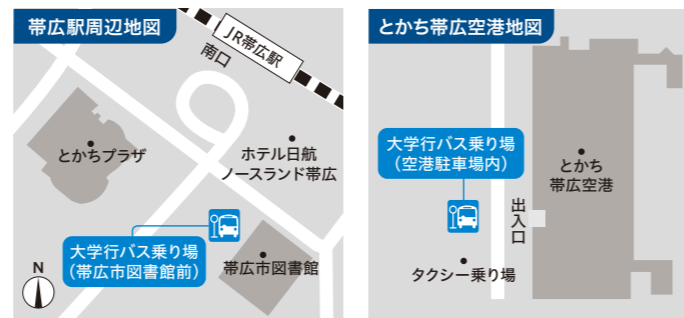 帯広駅周辺地図
JR帯広駅
南口
とかちプラザ
ホテル日航
ノースランド帯広
大学行バス乗り場
(帯広市図書館前)
帯広市図書館
N
とかち帯広空港地図
大学行バス乗り場
(空港駐車場内)
とかち
帯広空港
出入口
タクシー乗り場